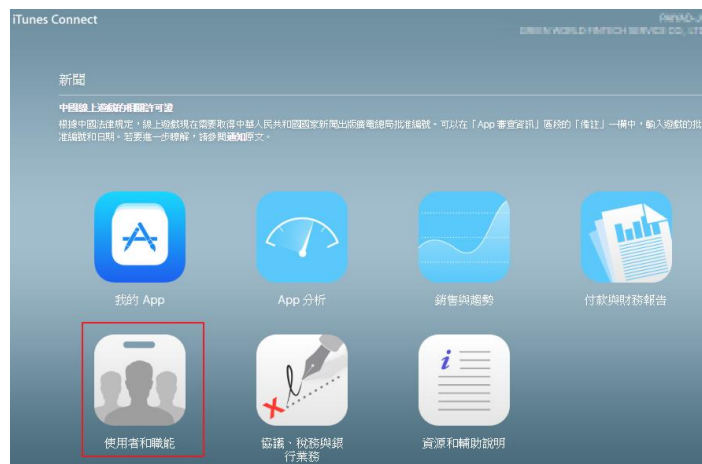 iTunes Connect
新聞
中國線上遊戲的相關許可證
根據中國法律規定，線上遊戲現在需要取得中華人民共和國國家新聞出版廣電總局批准編號。可以在「App 審查資訊」區段的「備註」一欄中，輸入遊戲的批
准編號和日期。若要進一步瞭解，請參閱通知原文。
我的 App
App 分析
銷售與趨勢
付款與財務報告
使用者和職能
協議、稅務與銀
行業務
i
資源和輔助說明